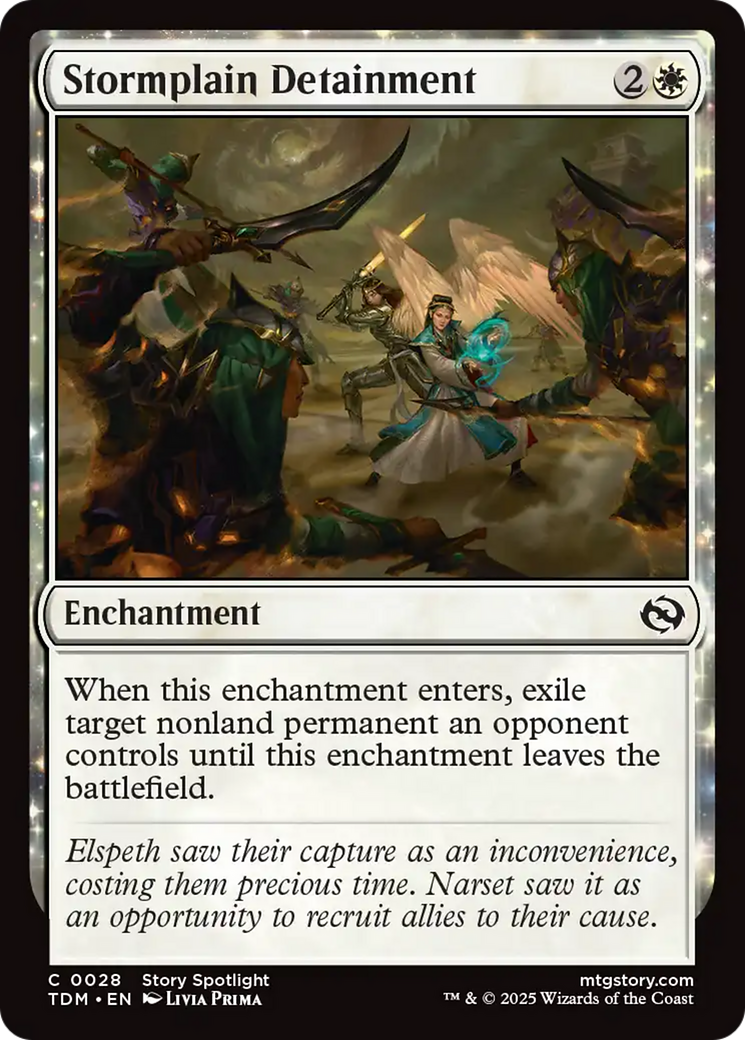 Stormplain Detainment 2
Enchantment
When this enchantment enters, exile
target nonland permanent an opponent
controls until this enchantment leaves the
battlefield.
Elspeth saw their capture as an inconvenience,
costing them precious time. Narset saw it as
an opportunity to recruit allies to their cause.
C 0028 Story Spotlight mtgstory.com
TDM • EN Livia Prima ™ & © 2025 Wizards of the Coast